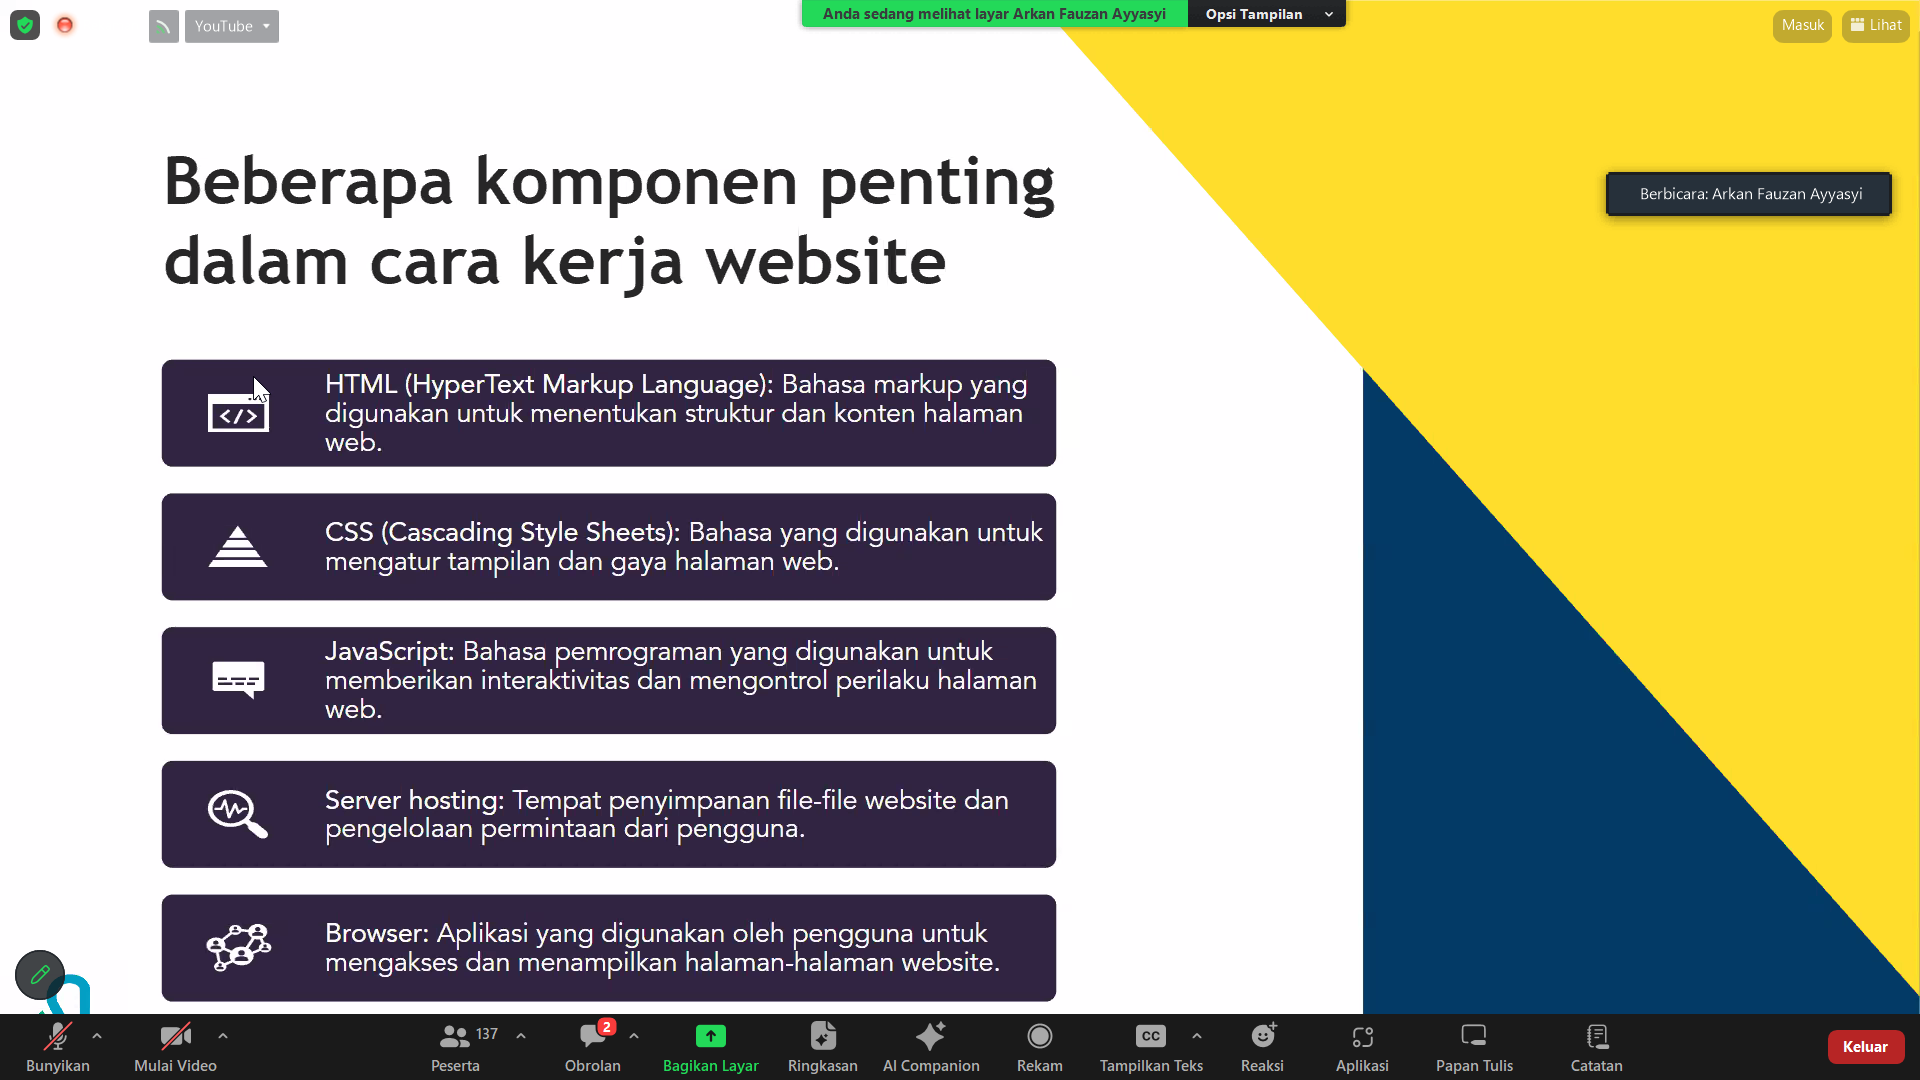 YouTube
Anda sedang melihat layar Arkan Fauzan Ayyasyi
Opsi Tampilan
Masuk
Lihat
Berbicara: Arkan Fauzan Ayyasyi
Beberapa komponen penting
dalam cara kerja website
HTML (HyperText Markup Language): Bahasa markup yang
digunakan untuk menentukan struktur dan konten halaman
web.
CSS (Cascading Style Sheets): Bahasa yang digunakan untuk
mengatur tampilan dan gaya halaman web.
JavaScript: Bahasa pemrograman yang digunakan untuk
memberikan interaktivitas dan mengontrol perilaku halaman
web.
Server hosting: Tempat penyimpanan file-file website dan
pengelolaan permintaan dari pengguna.
Browser: Aplikasi yang digunakan oleh pengguna untuk
mengakses dan menampilkan halaman-halaman website.
Bunyikan
Mulai Video
137
Peserta
2
Obrolan
Bagikan Layar
Ringkasan
AI Companion
Rekam
CC
Tampilkan Teks
Reaksi
Aplikasi
Papan Tulis
Catatan
Keluar